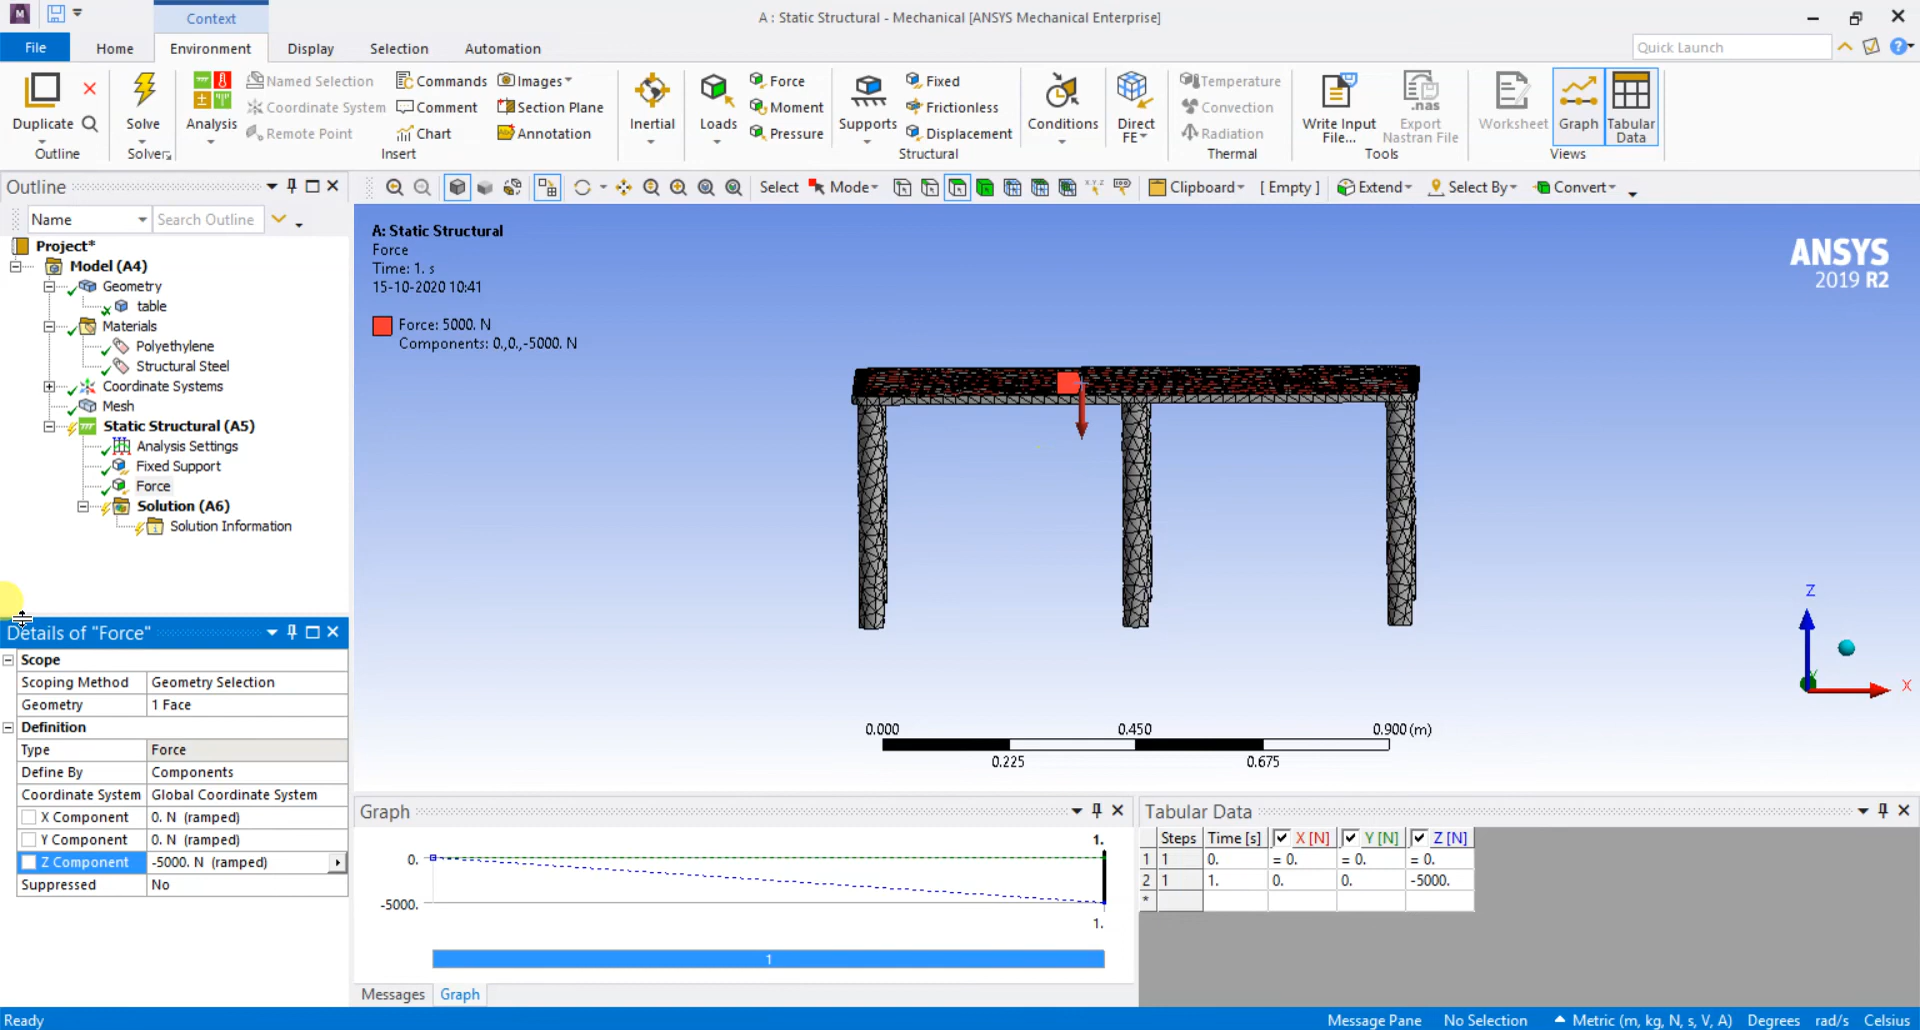 Context
A : Static Structural - Mechanical [ANSYS Mechanical Enterprise]
File Home Environment Display Selection Automation
Quick Launch
Duplicate
Outline
Solve
Solver
Analysis
Named Selection
Coordinate System
Remote Point
Commands
Comment
Chart
Images
Section Plane
Annotation
Insert
Inertial
Loads
Force
Moment
Pressure
Supports
Fixed
Frictionless
Displacement
Structural
Conditions
Direct
FE
Temperature
Convection
Radiation
Thermal
Write Input
File...
.nas
Export
Nastran File
Tools
Worksheet
Graph
Tabular
Data
Views
Outline
Select Mode Clipboard [ Empty ] Extend Select By Convert
Name Search Outline
Project*
Model (A4)
Geometry
table
Materials
Polyethylene
Structural Steel
Coordinate Systems
Mesh
Static Structural (A5)
Analysis Settings
Fixed Support
Force
Solution (A6)
Solution Information
A: Static Structural
Force
Time: 1. s
15-10-2020 10:41
Force: 5000. N
Components: 0.,0.,-5000. N
ANSYS
2019 R2
Z
Y
X
0.000 0.450 0.900 (m)
0.225 0.675
Details of "Force"
Scope
Scoping Method Geometry Selection
Geometry 1 Face
Definition
Type Force
Define By Components
Coordinate System Global Coordinate System
X Component 0. N (ramped)
Y Component 0. N (ramped)
Z Component -5000. N (ramped)
Suppressed No
Graph
1.
0.
-5000.
1.
1
Messages Graph
Tabular Data
Steps Time [s] X [N] Y [N] Z [N]
1 1 0. = 0. = 0. = 0.
2 1 1. 0. 0. -5000.
*
Ready
Message Pane No Selection Metric (m, kg, N, s, V, A) Degrees rad/s Celsius